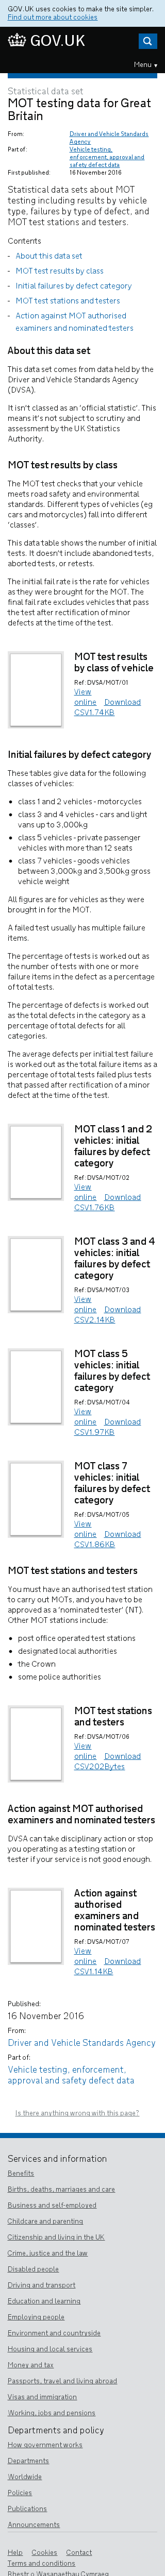 GOV.UK uses cookies to make the site simpler.
Find out more about cookies
GOV.UK
Menu ▾
Statistical data set
MOT testing data for Great
Britain
From: Driver and Vehicle Standards
Agency
Part of: Vehicle testing,
enforcement, approval and
safety defect data
First published: 16 November 2016
Statistical data set about MOT
testing including results by vehicle
type, failures by type of defect, and
MOT test stations and testers.
Contents
- About this data set
- MOT test results by class
- Initial failures by defect category
- MOT test stations and testers
- Action against MOT authorised
examiners and nominated testers
About this data set
This data set comes from data held by the
Driver and Vehicle Standards Agency
(DVSA).
It isn't classed as an 'official statistic'. This
means it's not subject to scrutiny and
assessment by the UK Statistics
Authority.
MOT test results by class
The MOT test checks that your vehicle
meets road safety and environmental
standards. Different types of vehicles (eg
cars and motorcycles) fall into different
'classes'.
This data table shows the number of initial
tests. It doesn't include abandoned tests,
aborted tests, or retests.
The initial fail rate is the rate for vehicles
as they were brought for the MOT. The
final fail rate excludes vehicles that pass
the test after rectification of minor
defects at the time of the test.
MOT test results
by class of vehicle
Ref: DVSA/MOT/01
View
online Download
CSV1.74KB
Initial failures by defect category
These tables give data for the following
classes of vehicles:
• class 1 and 2 vehicles - motorcycles
• class 3 and 4 vehicles - cars and light
vans up to 3,000kg
• class 5 vehicles - private passenger
vehicles with more than 12 seats
• class 7 vehicles - goods vehicles
between 3,000kg and 3,500kg gross
vehicle weight
All figures are for vehicles as they were
brought in for the MOT.
A failed test usually has multiple failure
items.
The percentage of tests is worked out as
the number of tests with one or more
failure items in the defect as a percentage
of total tests.
The percentage of defects is worked out
as the total defects in the category as a
percentage of total defects for all
categories.
The average defects per initial test failure
is worked out as the total failure items as
a percentage of total tests failed plus tests
that passed after rectification of a minor
defect at the time of the test.
MOT class 1 and 2
vehicles: initial
failures by defect
category
Ref: DVSA/MOT/02
View
online Download
CSV1.76KB
MOT class 3 and 4
vehicles: initial
failures by defect
category
Ref: DVSA/MOT/03
View
online Download
CSV2.14KB
MOT class 5
vehicles: initial
failures by defect
category
Ref: DVSA/MOT/04
View
online Download
CSV1.97KB
MOT class 7
vehicles: initial
failures by defect
category
Ref: DVSA/MOT/05
View
online Download
CSV1.86KB
MOT test stations and testers
You must have an authorised test station
to carry out MOTs, and you have to be
approved as a 'nominated tester' (NT).
Other MOT stations include:
• post office operated test stations
• designated local authorities
• the Crown
• some police authorities
MOT test stations
and testers
Ref: DVSA/MOT/06
View
online Download
CSV202Bytes
Action against MOT authorised
examiners and nominated testers
DVSA can take disciplinary action or stop
you operating as a testing station or
tester if your service is not good enough.
Action against
authorised
examiners and
nominated testers
Ref: DVSA/MOT/07
View
online Download
CSV1.14KB
Published:
16 November 2016
From:
Driver and Vehicle Standards Agency
Part of:
Vehicle testing, enforcement,
approval and safety defect data
Is there anything wrong with this page?
Services and information
Benefits
Births, deaths, marriages and care
Business and self-employed
Childcare and parenting
Citizenship and living in the UK
Crime, justice and the law
Disabled people
Driving and transport
Education and learning
Employing people
Environment and countryside
Housing and local services
Money and tax
Passports, travel and living abroad
Visas and immigration
Working, jobs and pensions
Departments and policy
How government works
Departments
Worldwide
Policies
Publications
Announcements
Help Cookies Contact
Terms and conditions
Rhestr o Wasanaethau Cymraeg